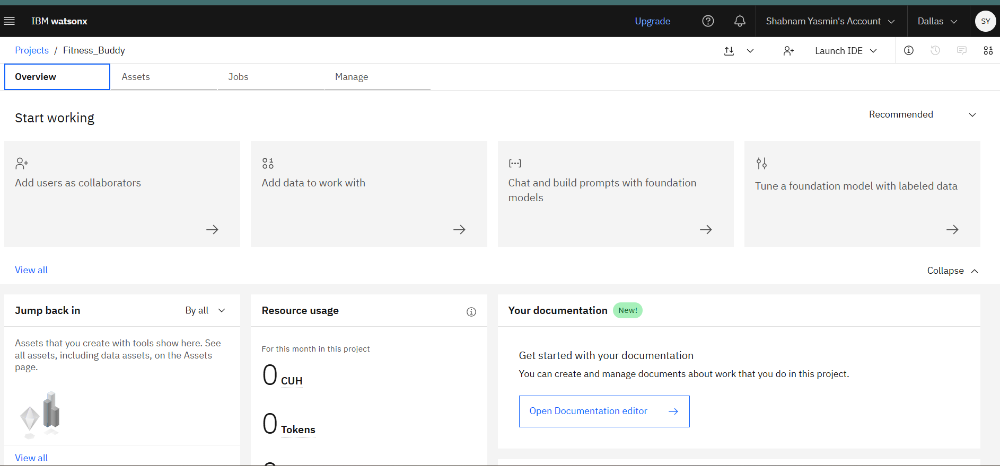 IBM watsonx
Upgrade
Shabnam Yasmin's Account
Dallas
SY
Projects / Fitness_Buddy
Launch IDE
Overview
Assets
Jobs
Manage
Start working
Recommended
Add users as collaborators
Add data to work with
Chat and build prompts with foundation
models
Tune a foundation model with labeled data
View all
Collapse
Jump back in
By all
Assets that you create with tools show here. See
all assets, including data assets, on the Assets
page.
View all
Resource usage
For this month in this project
0 CUH
0 Tokens
Your documentation
New!
Get started with your documentation
You can create and manage documents about work that you do in this project.
Open Documentation editor